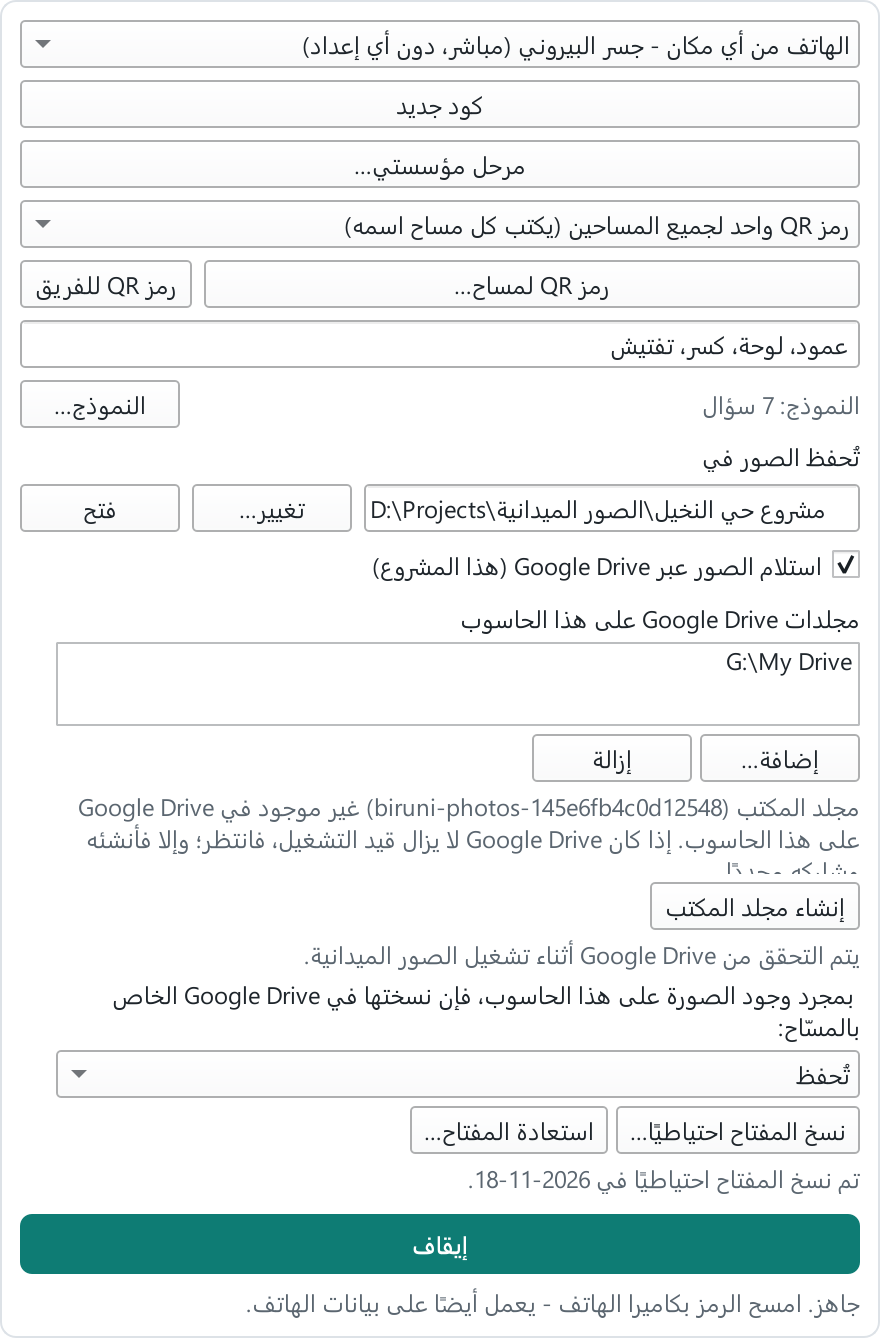 الهاتف من أي مكان - جسر البيروني (مباشر، دون أي إعداد)
كود جديد
مرحل مؤسستي...
رمز QR واحد لجميع المساحين (يكتب كل مساح اسمه)
رمز QR لمساح...
رمز QR للفريق
عمود، لوحة، كسر، تفتيش
النموذج: 7 سؤال
النموذج...
تُحفظ الصور في
D:\Projects\مشروع حي النخيل\الصور الميدانية
تغيير...
فتح
استلام الصور عبر Google Drive (هذا المشروع)
مجلدات Google Drive على هذا الحاسوب
G:\My Drive
إضافة...
إزالة
مجلد المكتب (biruni-photos-145e6fb4c0d12548) غير موجود في Google Drive
على هذا الحاسوب. إذا كان Google Drive لا يزال قيد التشغيل، فانتظر؛ وإلا فأنشئه
إنشاء مجلد المكتب
يتم التحقق من Google Drive أثناء تشغيل الصور الميدانية.
بمجرد وجود الصورة على هذا الحاسوب، فإن نسختها في Google Drive الخاص
بالمسّاح:
تُحفظ
نسخ المفتاح احتياطيًا...
استعادة المفتاح...
تم نسخ المفتاح احتياطيًا في 2026-11-18.
إيقاف
جاهز. امسح الرمز بكاميرا الهاتف - يعمل أيضًا على بيانات الهاتف.